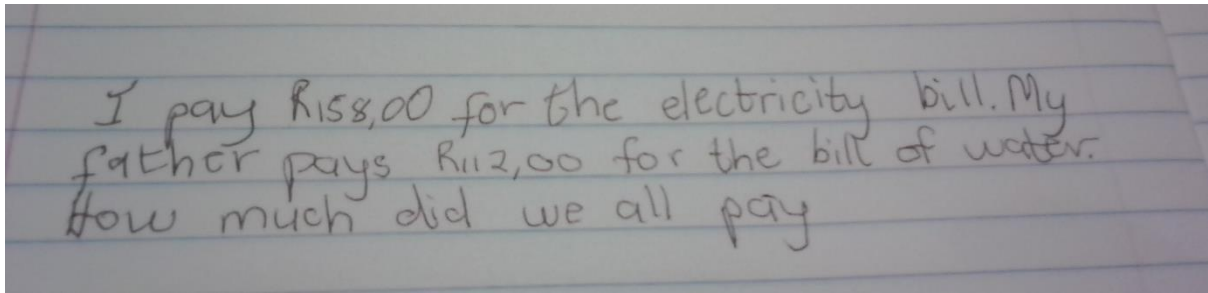 I pay R158,00 for the electricity bill. My
father pays R112,00 for the bill of water.
How much did we all pay